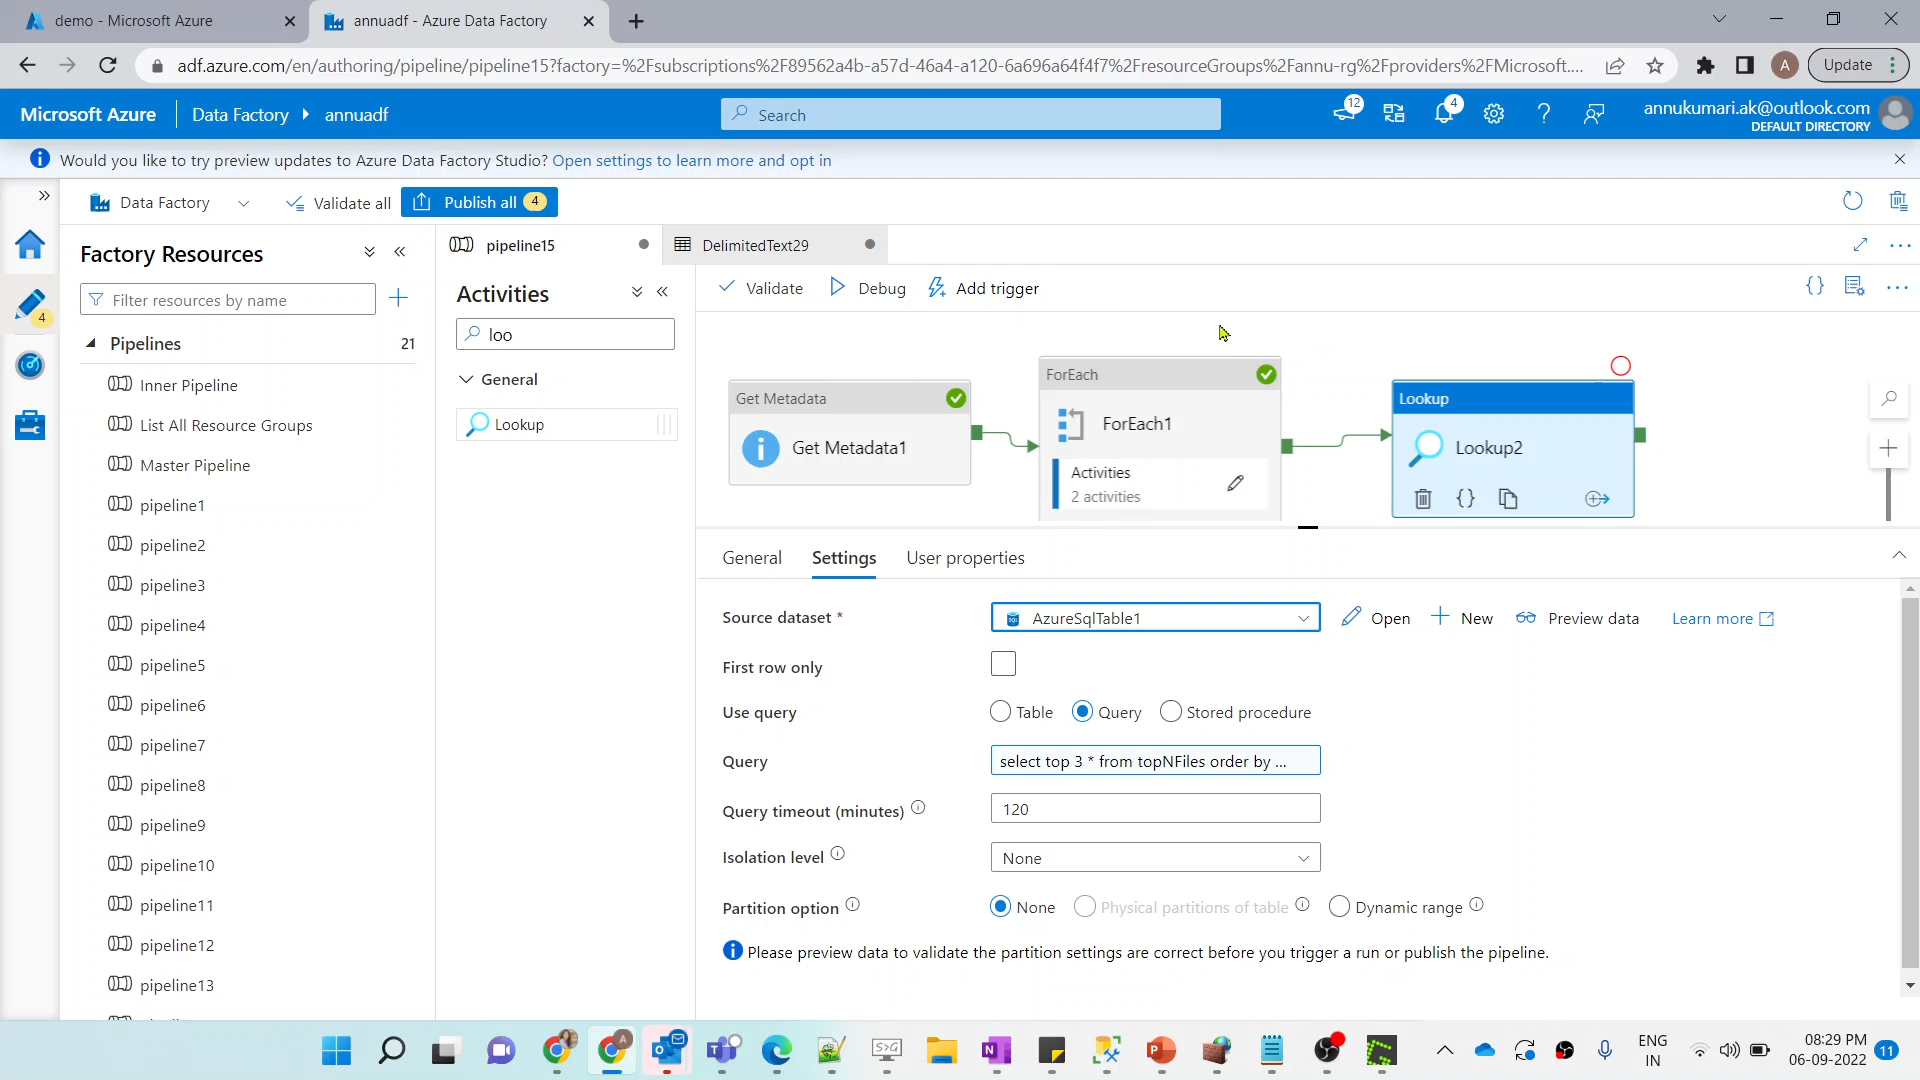 demo - Microsoft Azure
annuadf - Azure Data Factory
adf.azure.com/en/authoring/pipeline/pipeline15?factory=%2Fsubscriptions%2F89562a4b-a57d-46a4-a120-6a696a64f4f7%2FresourceGroups%2Fannu-rg%2Fproviders%2FMicrosoft....
A
Update
Microsoft Azure
Data Factory
annuadf
Search
12
4
annukumari.ak@outlook.com
DEFAULT DIRECTORY
Would you like to try preview updates to Azure Data Factory Studio? Open settings to learn more and opt in
Data Factory
Validate all
Publish all 4
Factory Resources
Filter resources by name
4
Pipelines 21
Inner Pipeline
List All Resource Groups
Master Pipeline
pipeline1
pipeline2
pipeline3
pipeline4
pipeline5
pipeline6
pipeline7
pipeline8
pipeline9
pipeline10
pipeline11
pipeline12
pipeline13
pipeline15
DelimitedText29
Activities
loo
General
Lookup
Validate
Debug
Add trigger
Get Metadata
Get Metadata1
ForEach
ForEach1
Activities
2 activities
Lookup
Lookup2
General
Settings
User properties
Source dataset *
AzureSqlTable1
Open
New
Preview data
Learn more
First row only
Use query
Table
Query
Stored procedure
Query
select top 3 * from topNFiles order by ...
Query timeout (minutes)
120
Isolation level
None
Partition option
None
Physical partitions of table
Dynamic range
Please preview data to validate the partition settings are correct before you trigger a run or publish the pipeline.
ENG
IN
08:29 PM
06-09-2022
11